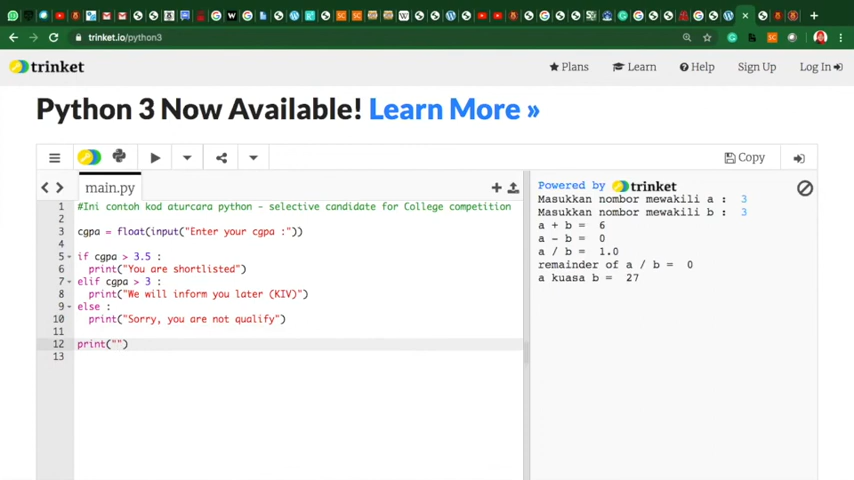 trinket.io/python3
trinket
Plans
Learn
Help
Sign Up
Log In
Python 3 Now Available! Learn More »
Copy
main.py
1 #Ini contoh kod aturcara python - selective candidate for College competition
2
3 cgpa = float(input("Enter your cgpa :"))
4
5 if cgpa > 3.5 :
6 print("You are shortlisted")
7 elif cgpa > 3 :
8 print("We will inform you later (KIV)")
9 else :
10 print("Sorry, you are not qualify")
11
12 print("")
13
Powered by trinket
Masukkan nombor mewakili a : 3
Masukkan nombor mewakili b : 3
a + b = 6
a - b = 0
a / b = 1.0
remainder of a / b = 0
a kuasa b = 27